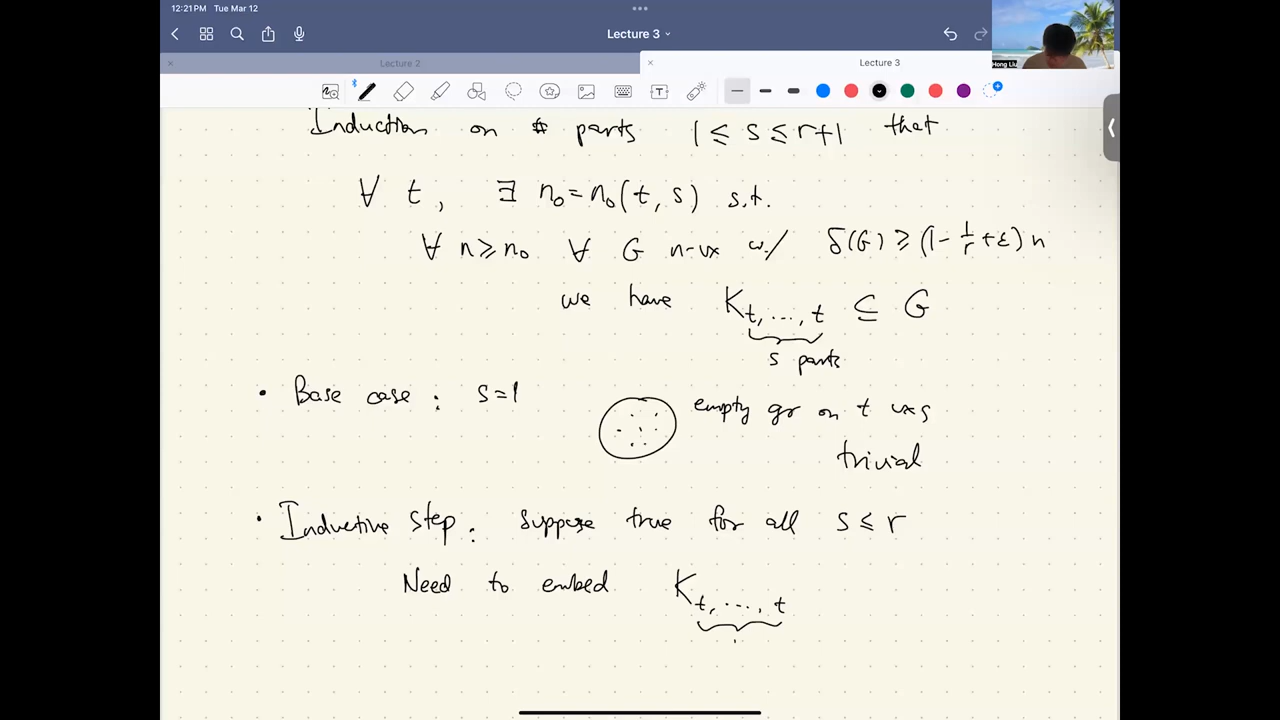 12:21 PM Tue Mar 12
Lecture 3
Lecture 2
Lecture 3
Hong Liu
Induction on # parts 1 ≤ s ≤ r+1 that
∀ t, ∃ n₀ = n₀(t, s) s.t.
∀ n ≥ n₀ ∀ G n-vx w/ δ(G) ≥ (1 - 1/r + ε) n
we have K_{t, ..., t} ⊆ G
s parts
• Base case: s=1 empty gr on t vxs
trivial
• Inductive step: suppose true for all s ≤ r
Need to embed K_{t, ..., t}